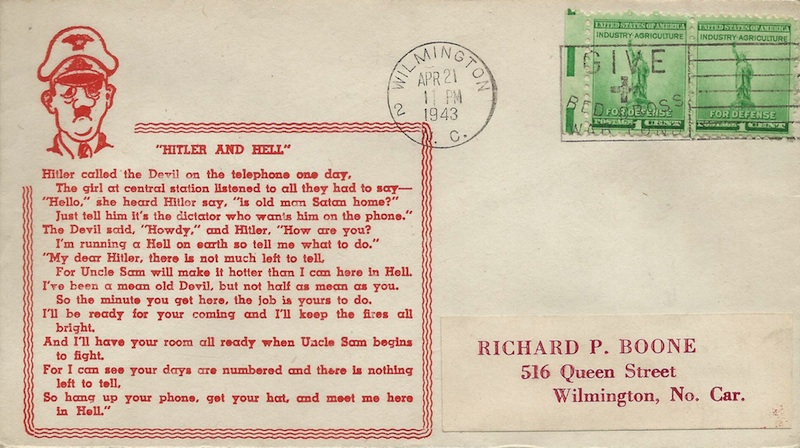 "HITLER AND HELL"
Hitler called the Devil on the telephone one day,
The girl at central station listened to all they had to say—
"Hello," she heard Hitler say, "is old man Satan home?"
Just tell him it's the dictator who wants him on the phone."
The Devil said, "Howdy," and Hitler, "How are you?
I'm running a Hell on earth so tell me what to do."
"My dear Hitler, there is not much left to tell,
For Uncle Sam will make it hotter than I can here in Hell.
I've been a mean old Devil, but not half as mean as you.
So the minute you get here, the job is yours to do.
I'll be ready for your coming and I'll keep the fires all
bright.
And I'll have your room all ready when Uncle Sam begins
to fight.
For I can see your days are numbered and there is nothing
left to tell,
So hang up your phone, get your hat, and meet me here
in Hell."
WILMINGTON
APR 21
11 PM
1943
2 N. C.
GIVE
RED CROSS
WAR FUND
UNITED STATES OF AMERICA
INDUSTRY·AGRICULTURE
FOR DEFENSE
POSTAGE 1 CENT
UNITED STATES OF AMERICA
INDUSTRY·AGRICULTURE
FOR DEFENSE
POSTAGE 1 CENT
RICHARD P. BOONE
516 Queen Street
Wilmington, No. Car.